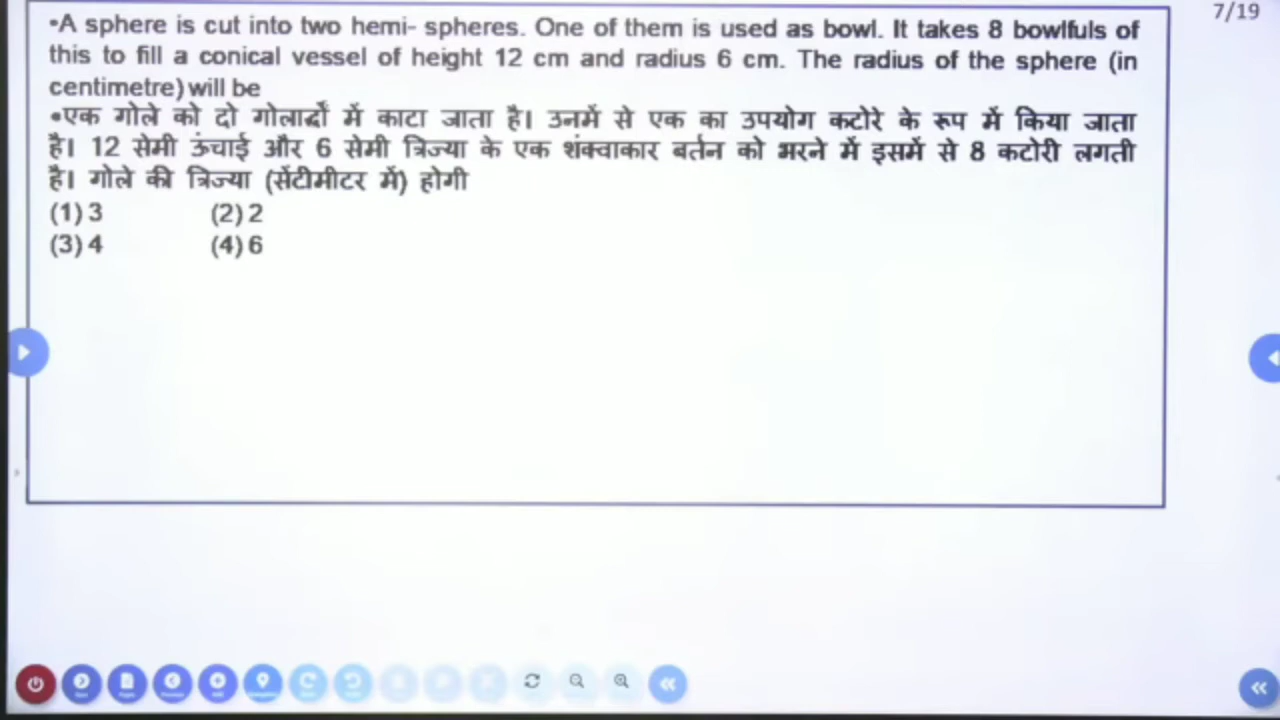 7/19
•A sphere is cut into two hemi- spheres. One of them is used as bowl. It takes 8 bowlfuls of
this to fill a conical vessel of height 12 cm and radius 6 cm. The radius of the sphere (in
centimetre) will be
•एक गोले को दो गोलार्द्धों में काटा जाता है। उनमें से एक का उपयोग कटोरे के रूप में किया जाता
है। 12 सेमी ऊंचाई और 6 सेमी त्रिज्या के एक शंक्वाकार बर्तन को भरने में इसमें से 8 कटोरी लगती
है। गोले की त्रिज्या (सेंटीमीटर में) होगी
(1) 3 (2) 2
(3) 4 (4) 6